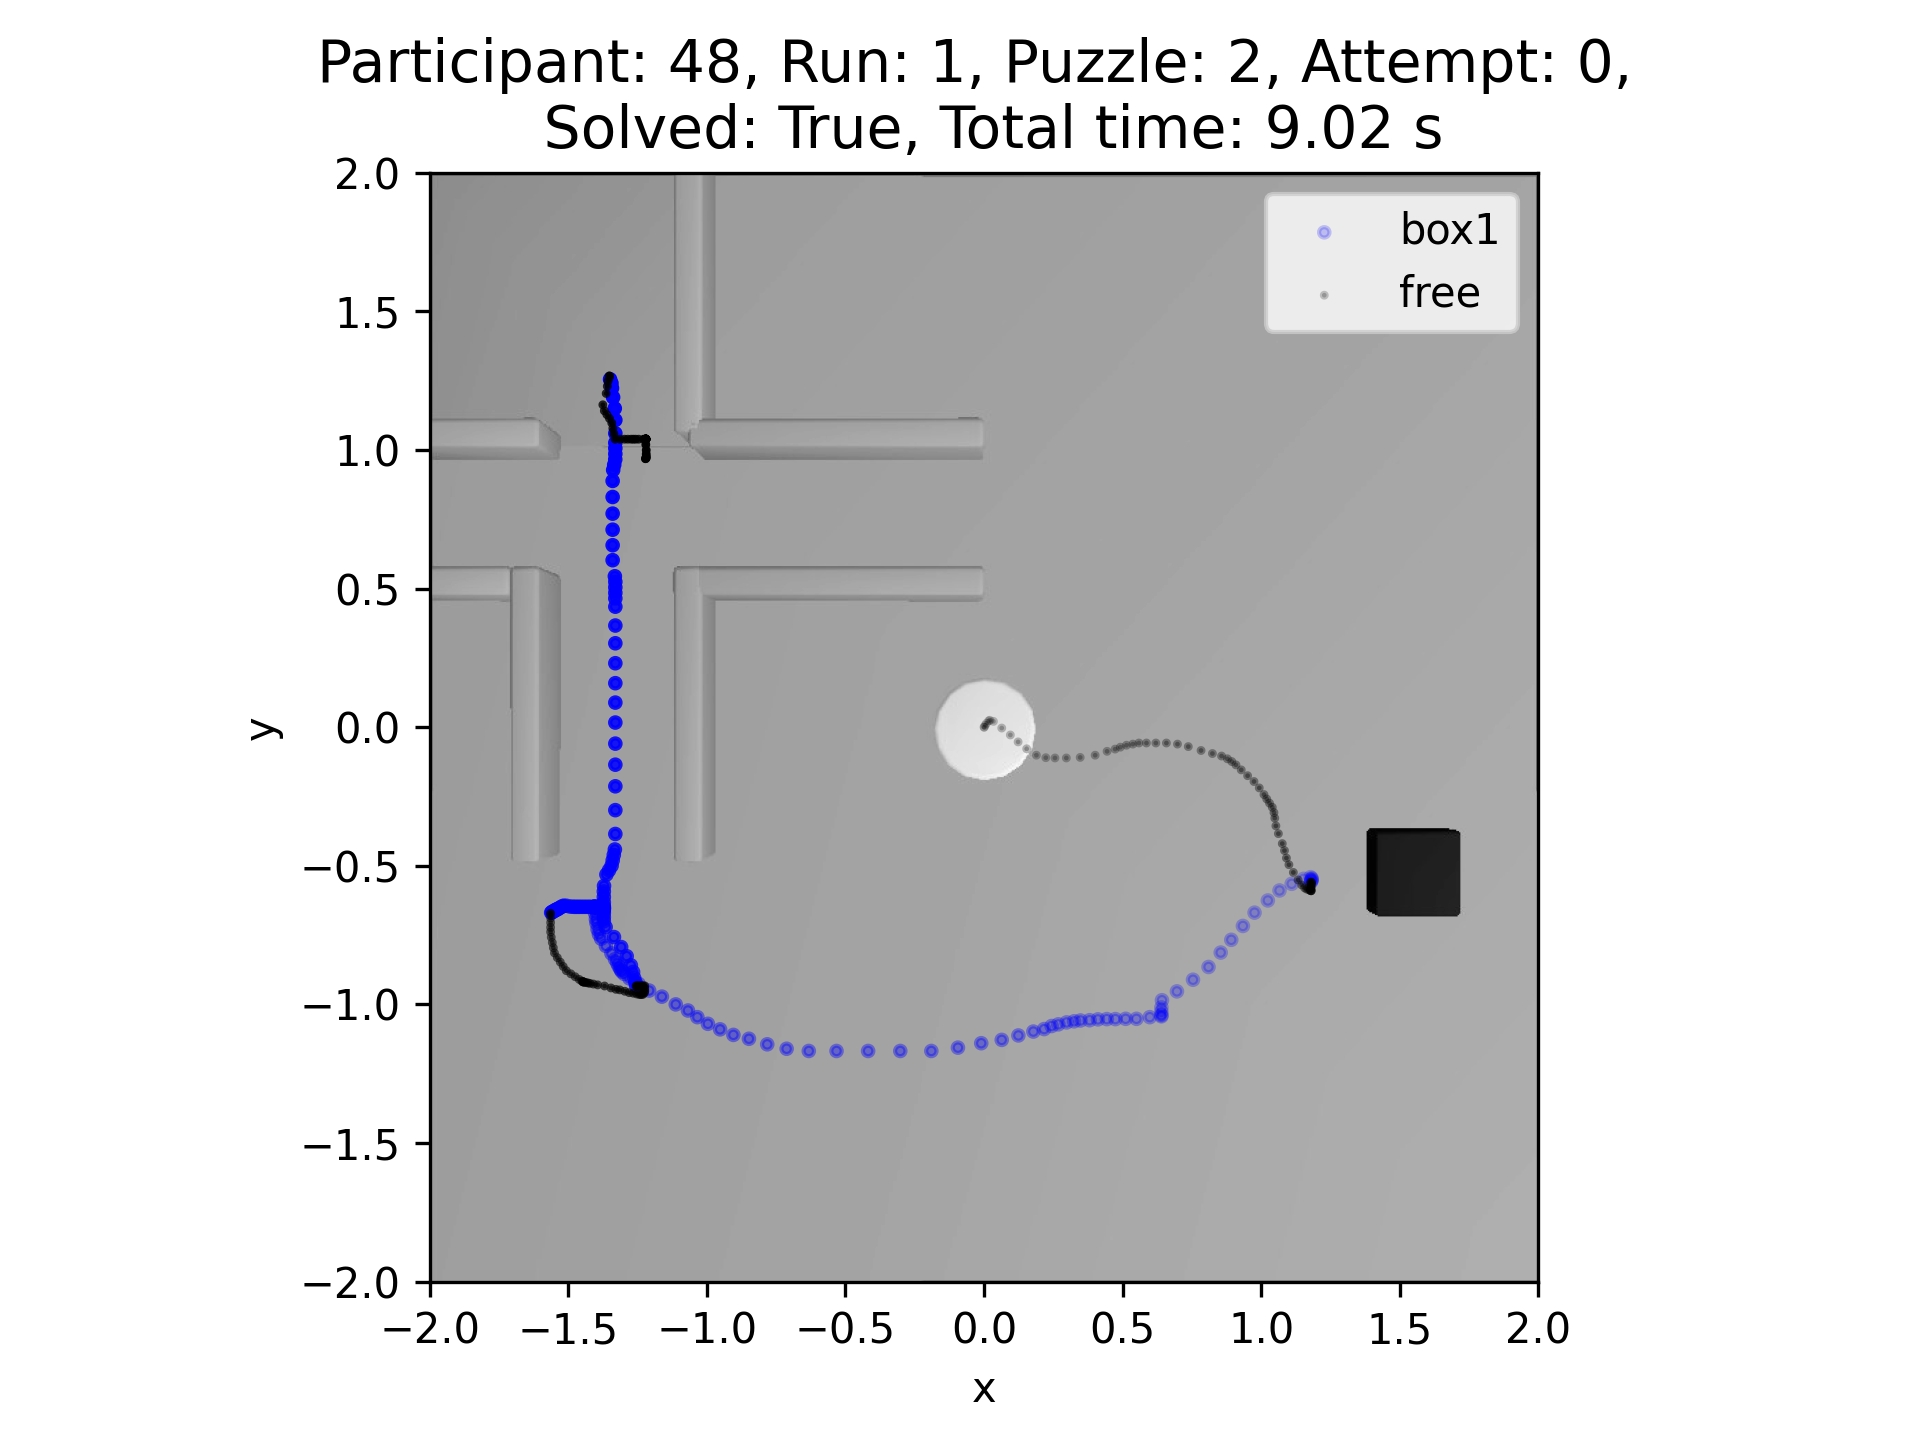 Participant: 48, Run: 1, Puzzle: 2, Attempt: 0,
Solved: True, Total time: 9.02 s
box1
free
2.0
1.5
1.0
0.5
0.0
−0.5
−1.0
−1.5
−2.0
y
−2.0 −1.5 −1.0 −0.5 0.0 0.5 1.0 1.5 2.0
x